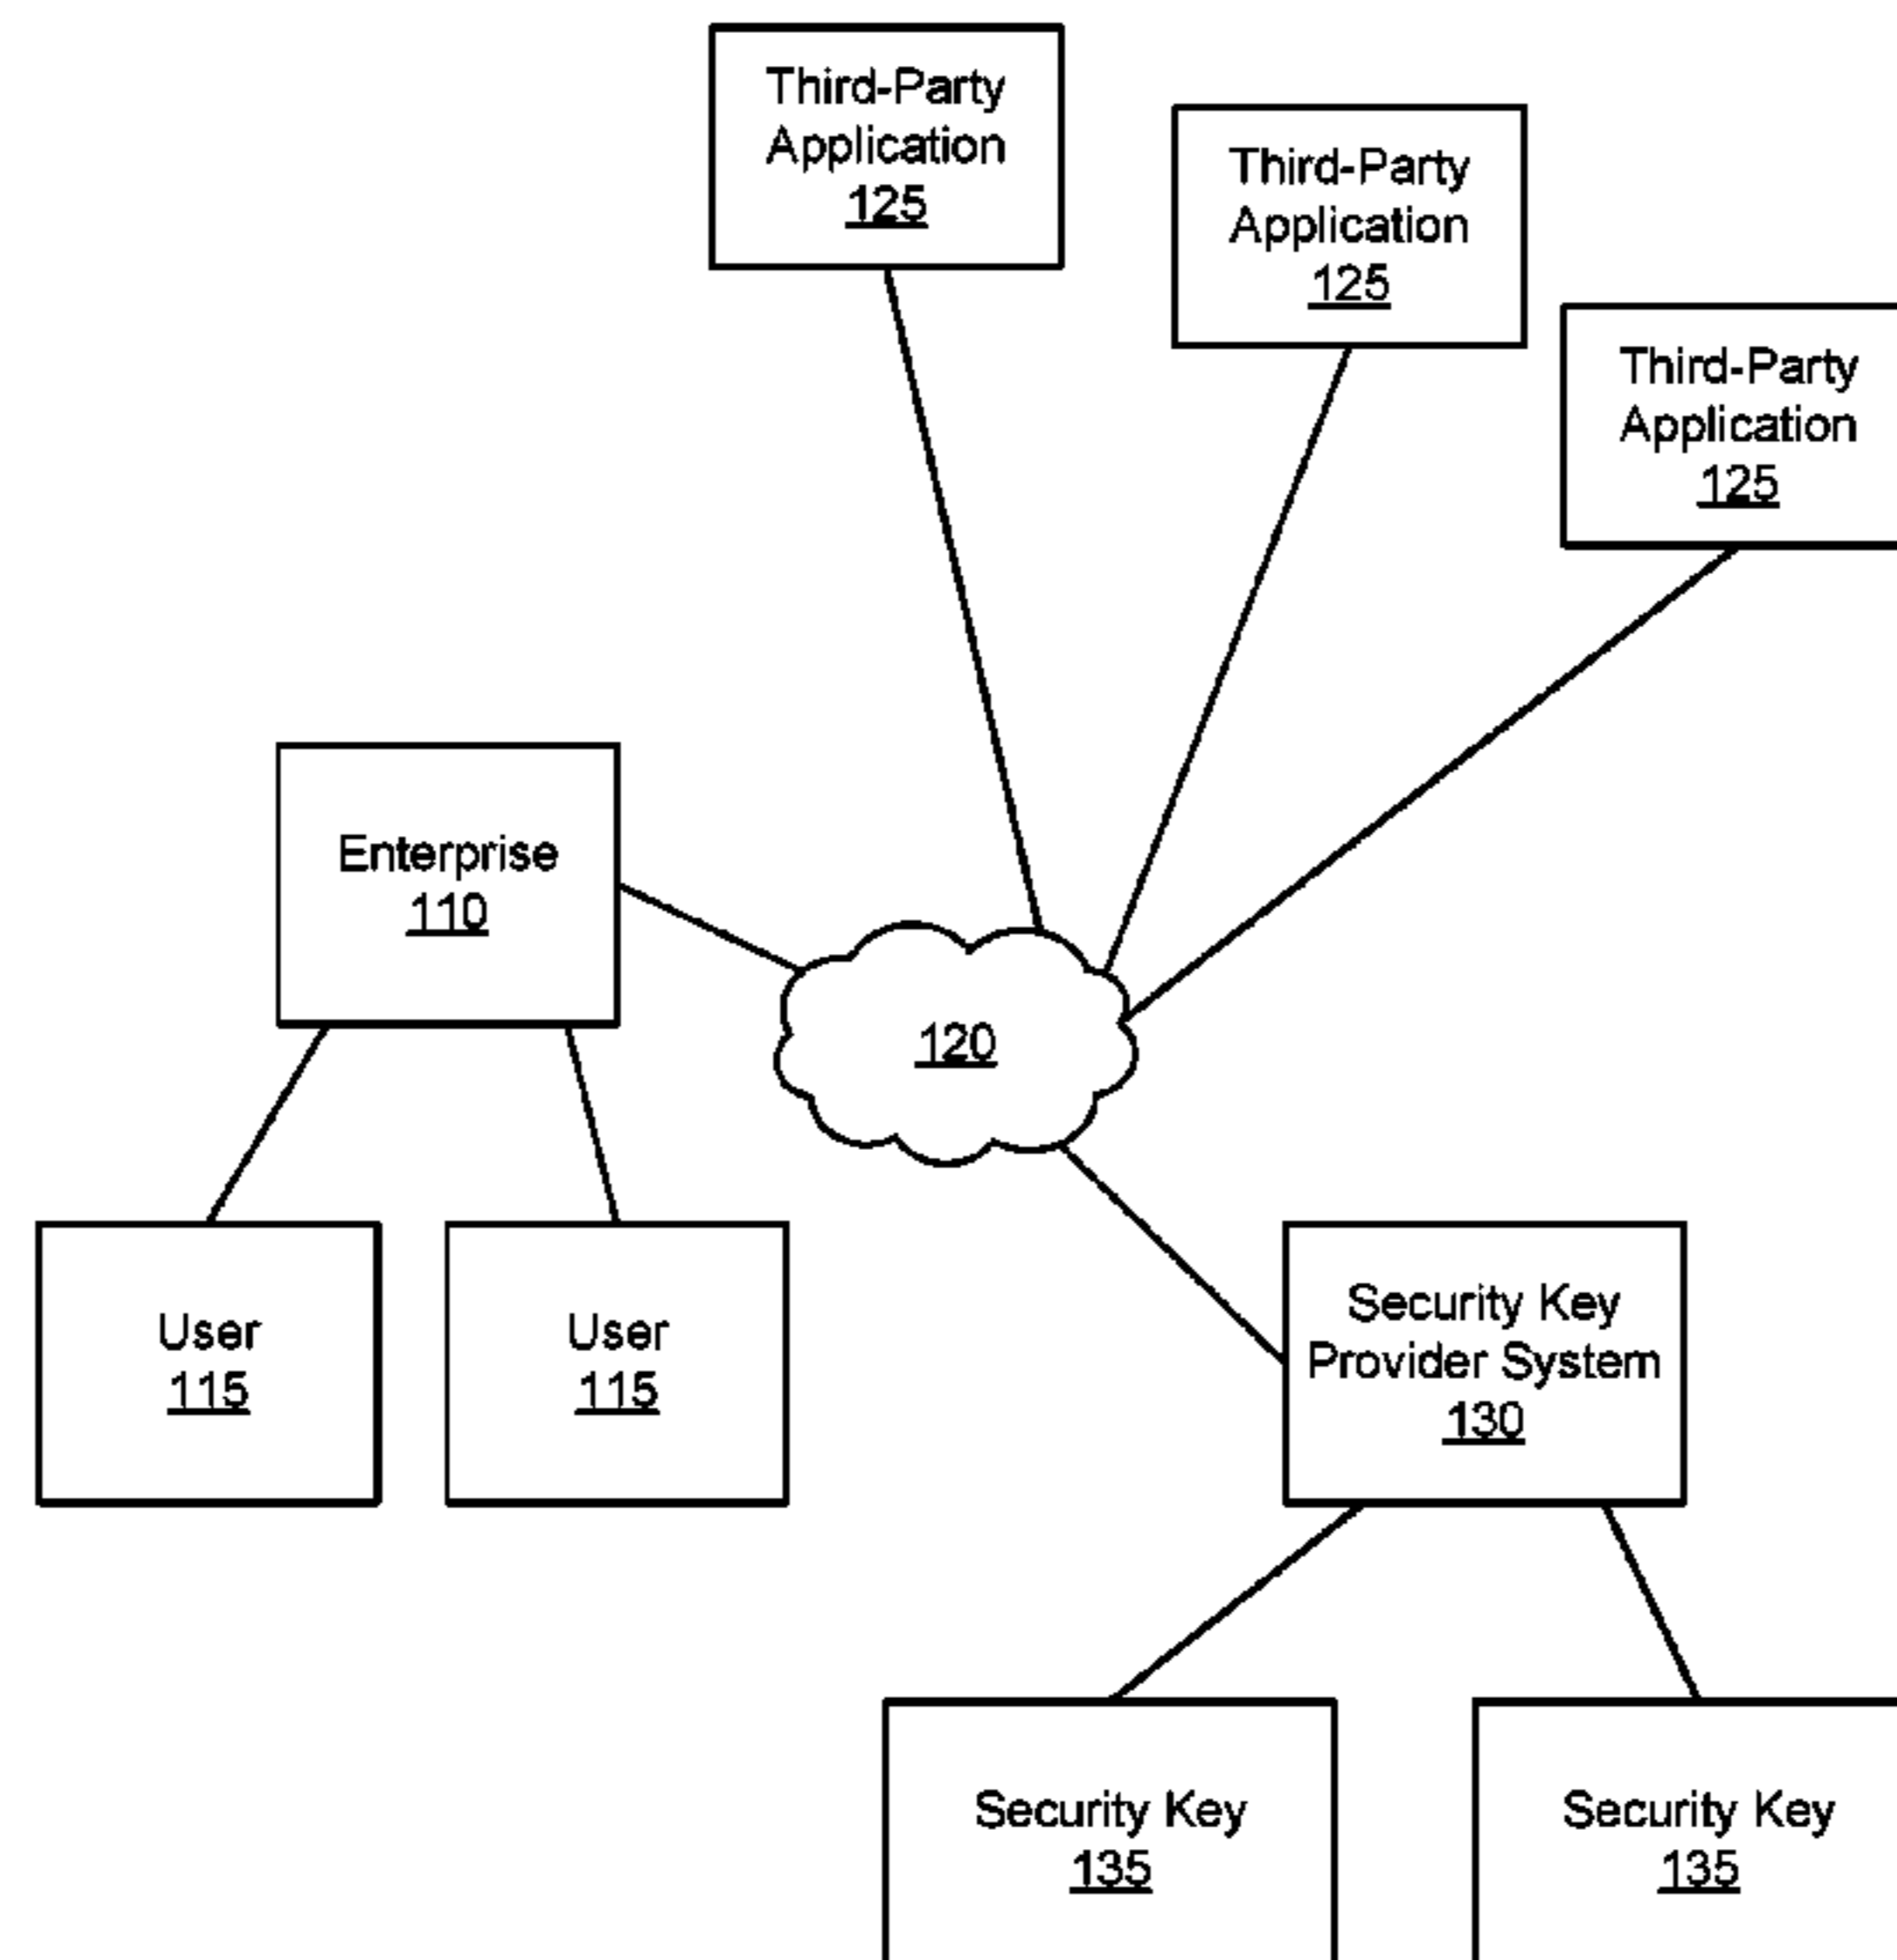 Third-Party
Application
125
Third-Party
Application
125
Third-Party
Application
125
Enterprise
110
120
User
115
User
115
Security Key
Provider System
130
Security Key
135
Security Key
135